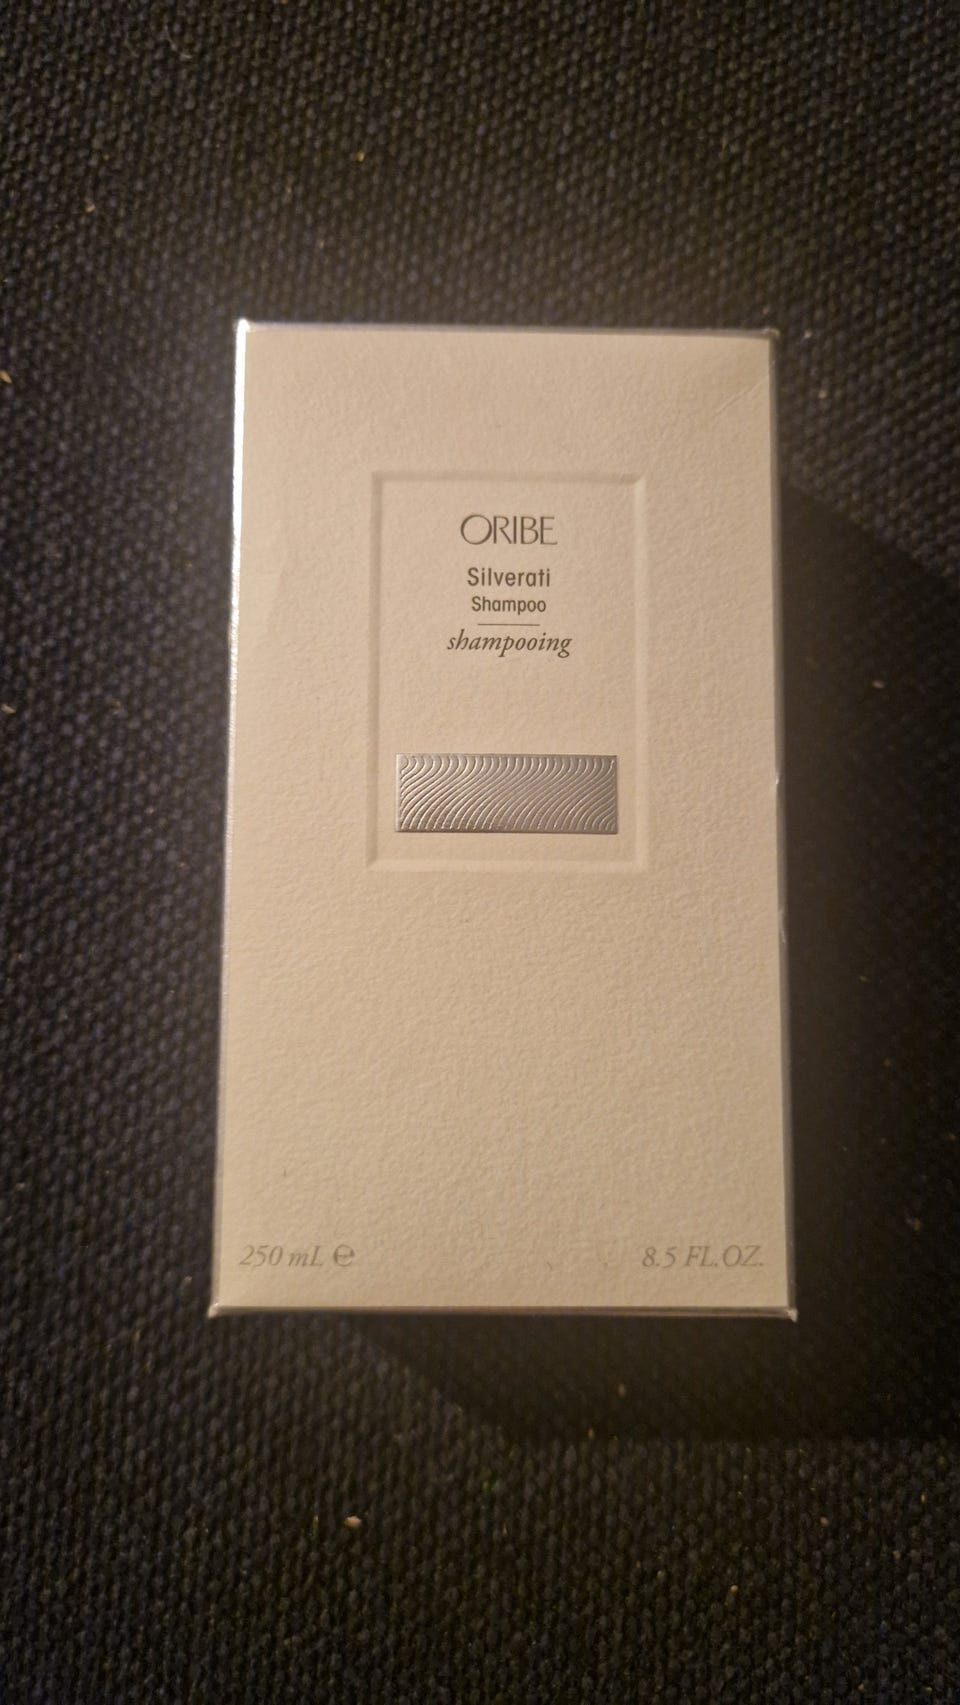 ORIBE
Silverati
Shampoo
shampooing
250 mL ℮
8.5 FL.OZ.